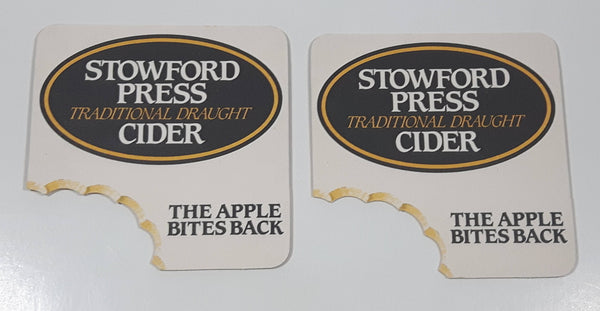 STOWFORD
PRESS
TRADITIONAL DRAUGHT
CIDER
THE APPLE
BITES BACK
STOWFORD
PRESS
TRADITIONAL DRAUGHT
CIDER
THE APPLE
BITES BACK